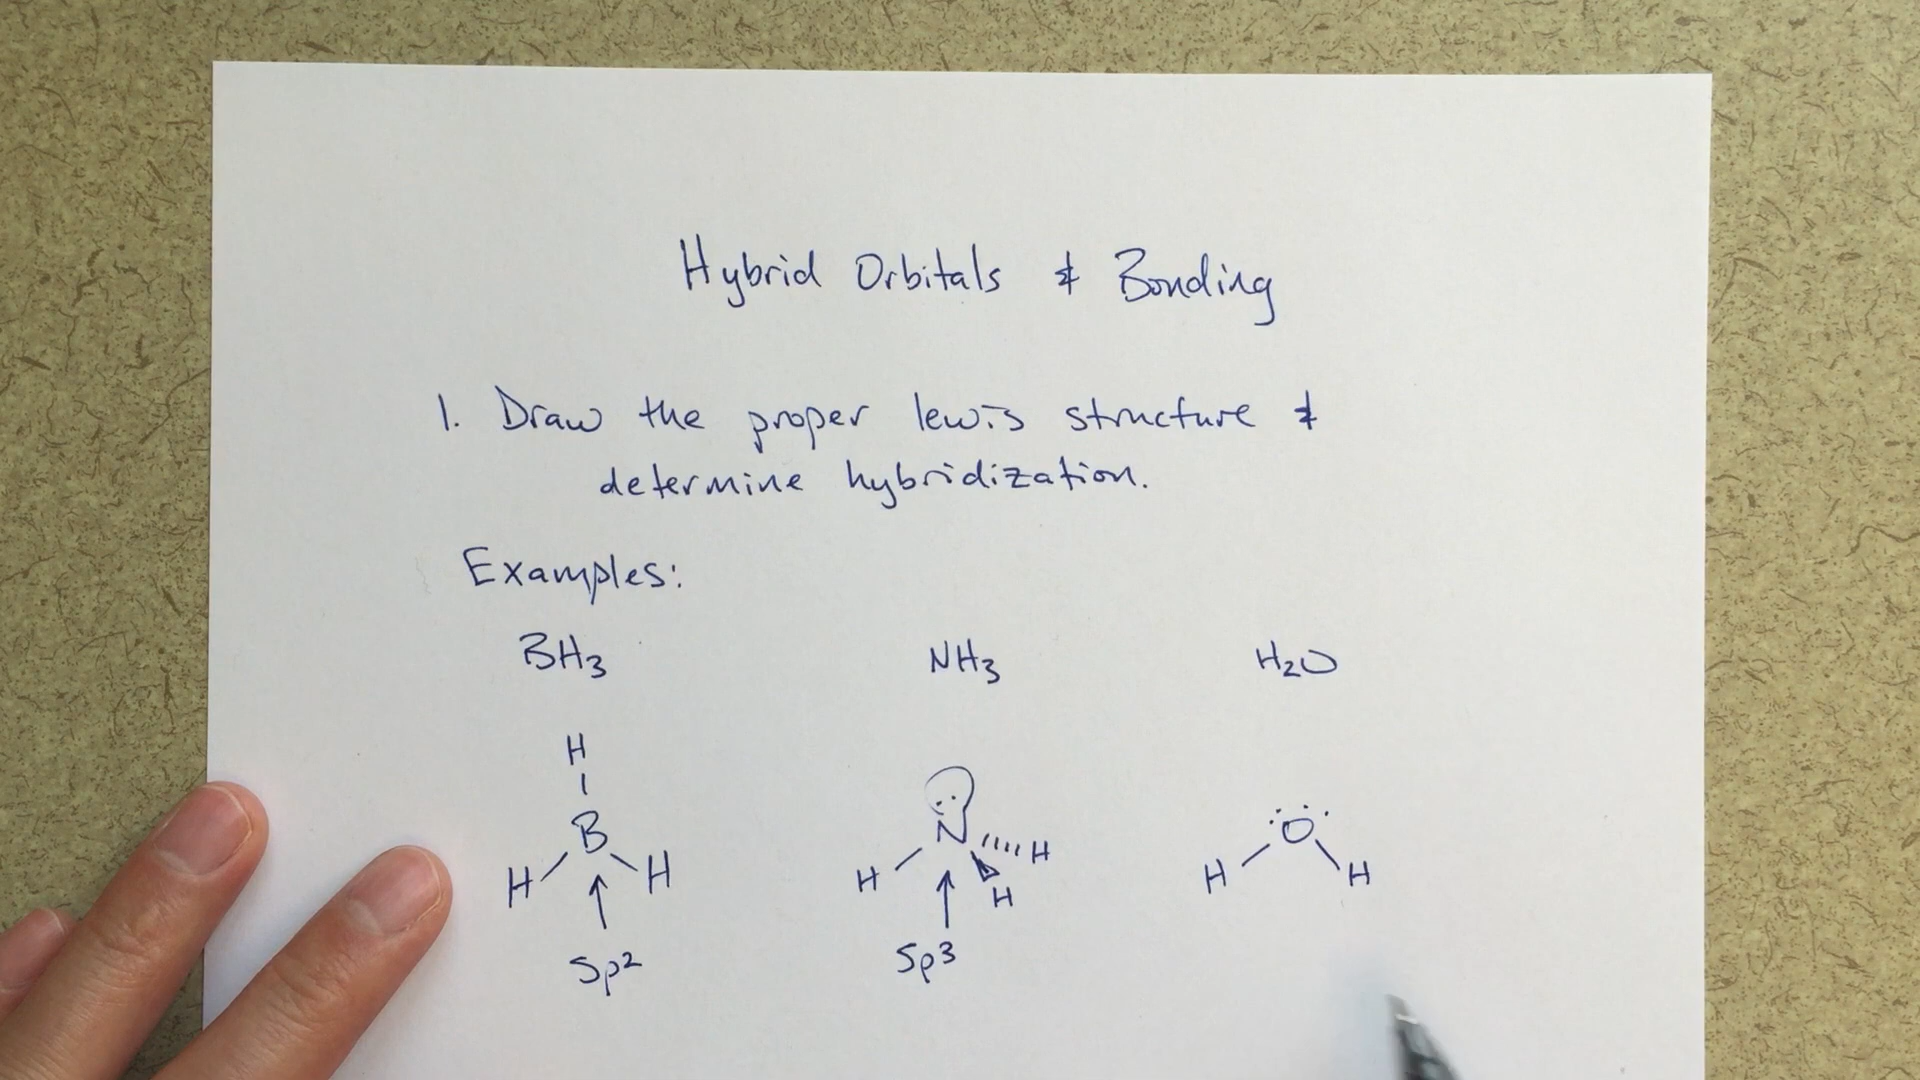 Hybrid Orbitals & Bonding
1. Draw the proper lewis structure &
determine hybridization.
Examples:
BH₃ NH₃ H₂O
H
B
H H
Sp²
N
H H
H
Sp³
O
H H